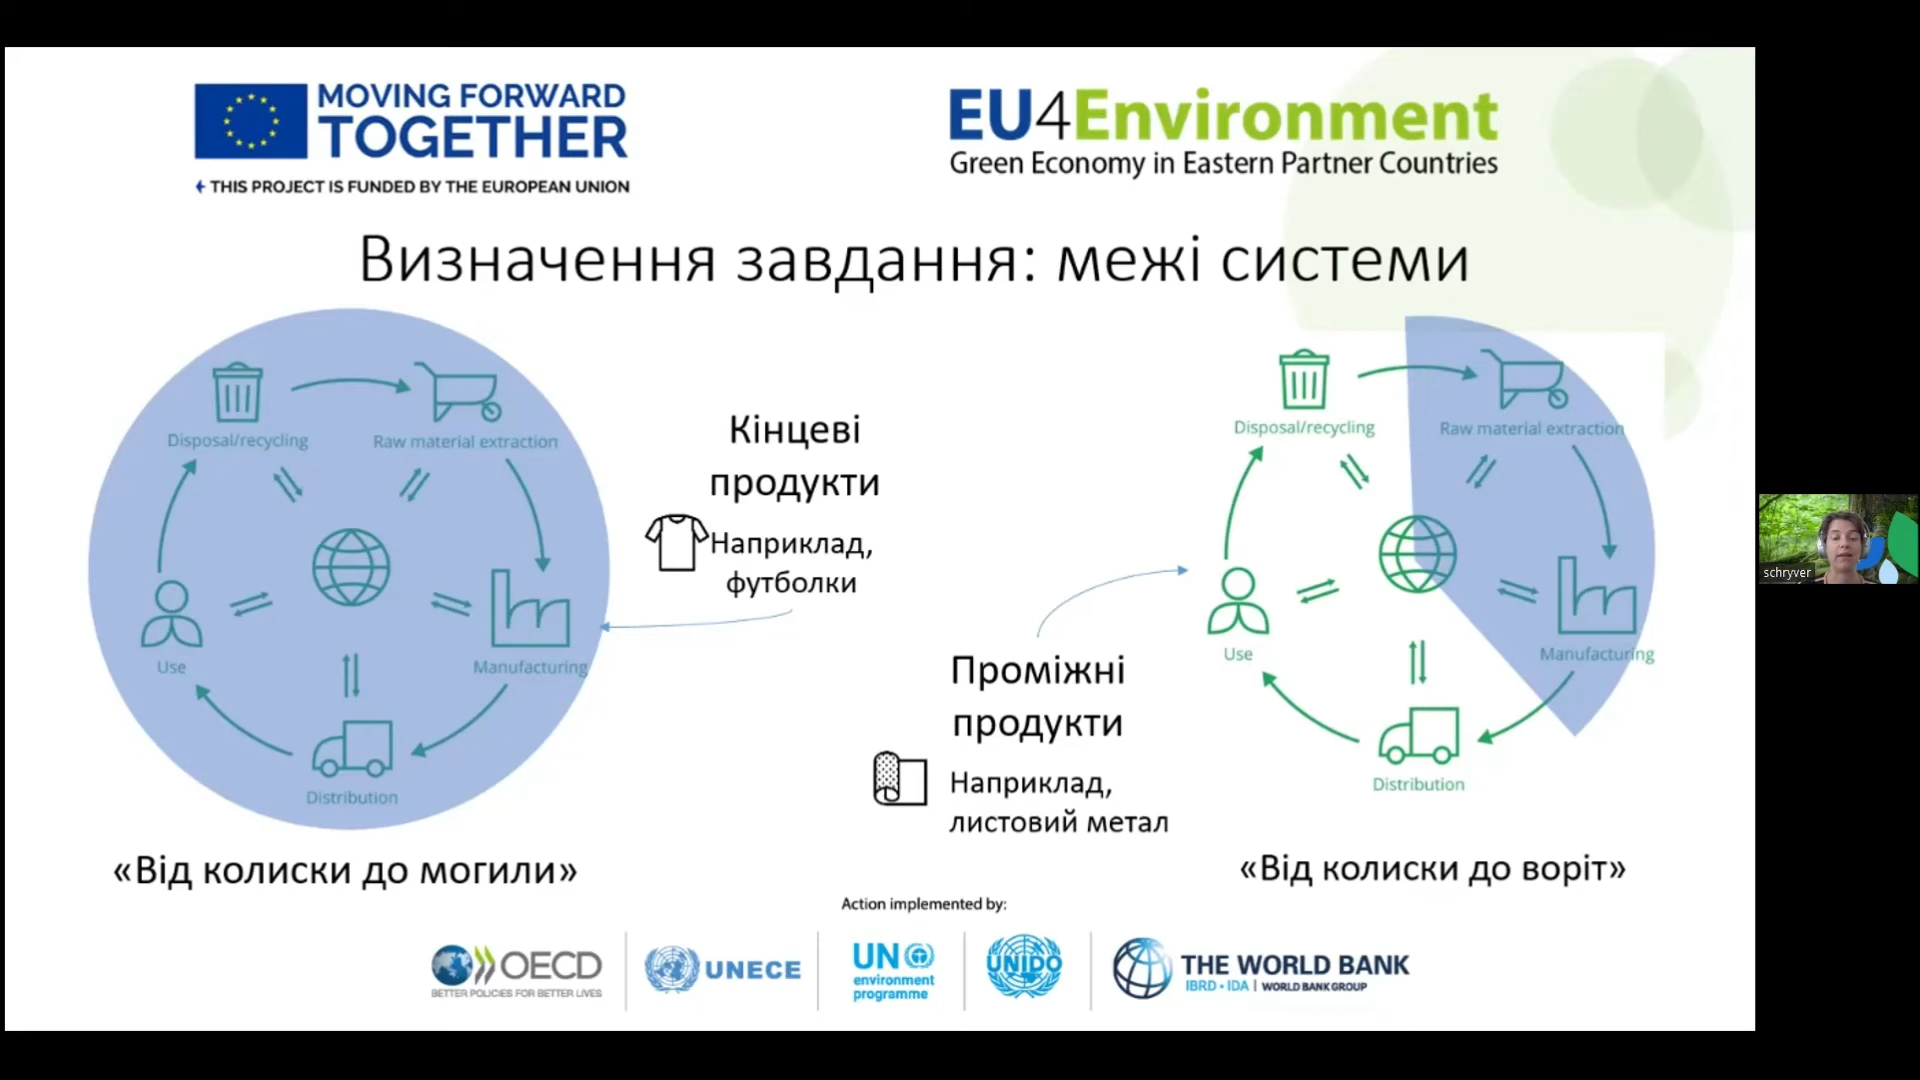 MOVING FORWARD
TOGETHER
THIS PROJECT IS FUNDED BY THE EUROPEAN UNION
EU4Environment
Green Economy in Eastern Partner Countries
Визначення завдання: межі системи
Disposal/recycling
Raw material extraction
Use
Manufacturing
Distribution
«Від колиски до могили»
Кінцеві
продукти
Наприклад,
футболки
Проміжні
продукти
Наприклад,
листовий метал
Disposal/recycling
Raw material extraction
Use
Manufacturing
Distribution
«Від колиски до воріт»
schryver
Action implemented by:
OECD
BETTER POLICIES FOR BETTER LIVES
UNECE
UN
environment
programme
UNIDO
THE WORLD BANK
IBRD • IDA | WORLD BANK GROUP